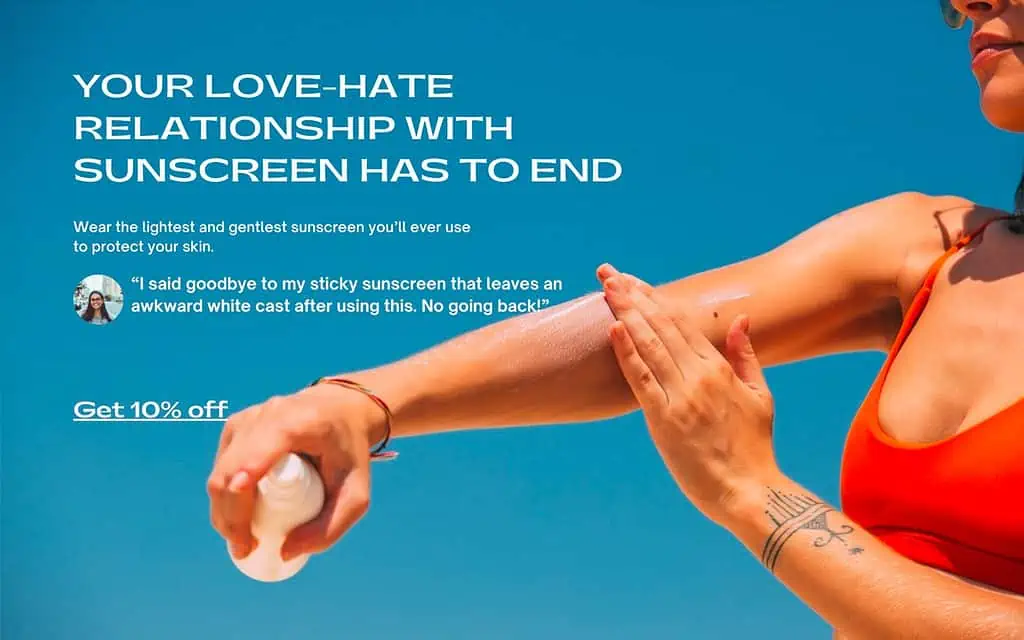 YOUR LOVE-HATE
RELATIONSHIP WITH
SUNSCREEN HAS TO END
Wear the lightest and gentlest sunscreen you’ll ever use
to protect your skin.
“I said goodbye to my sticky sunscreen that leaves an
awkward white cast after using this. No going back!”
Get 10% off